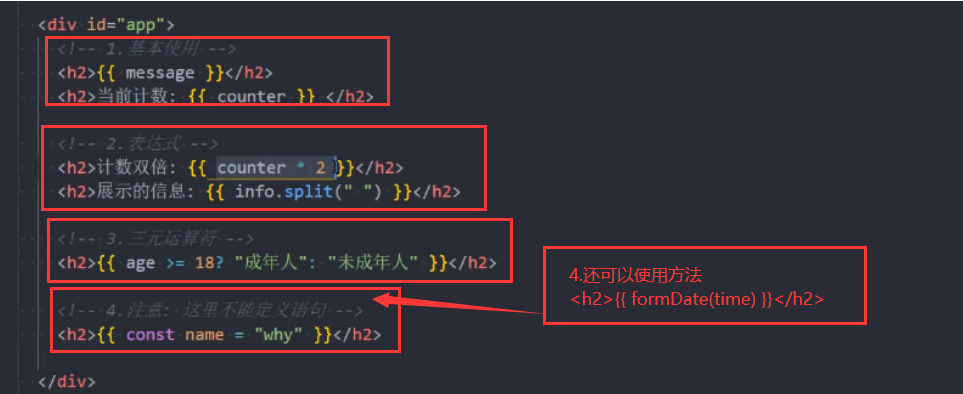 <div id="app">
<!-- 1.基本使用 -->
<h2>{{ message }}</h2>
<h2>当前计数: {{ counter }} </h2>
<!-- 2.表达式 -->
<h2>计数双倍: {{ counter * 2 }}</h2>
<h2>展示的信息: {{ info.split(" ") }}</h2>
<!-- 3.三元运算符 -->
<h2>{{ age >= 18? "成年人": "未成年人" }}</h2>
4.还可以使用方法
<h2>{{ formDate(time) }}</h2>
<!-- 4.注意: 这里不能定义语句 -->
<h2>{{ const name = "why" }}</h2>
</div>